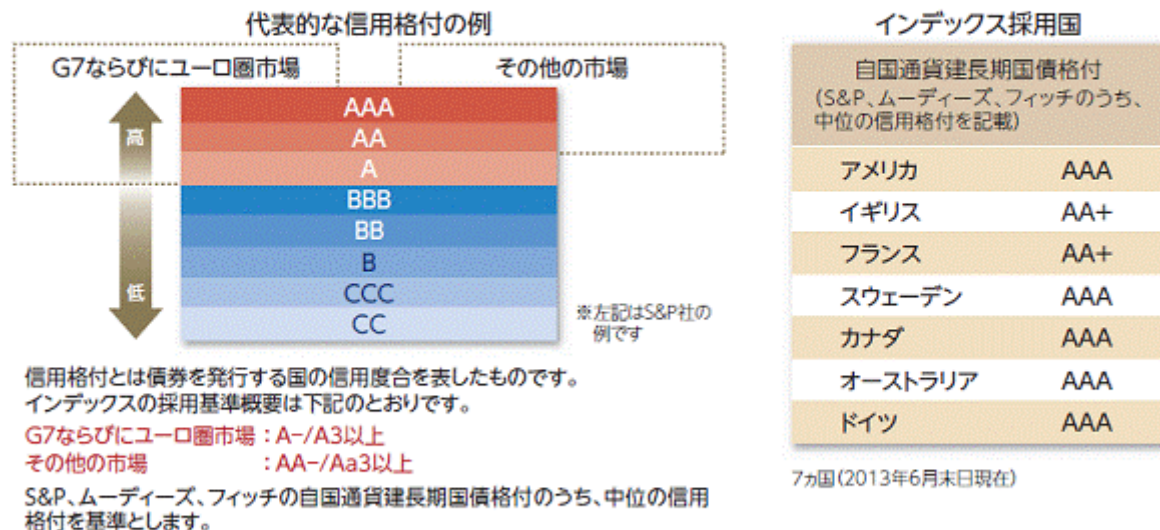 代表的な信用格付の例
G7ならびにユーロ圏市場
その他の市場
高
低
AAA
AA
A
BBB
BB
B
CCC
CC
※左記はS&P社の
例です
信用格付とは債券を発行する国の信用度合を表したものです。
インデックスの採用基準概要は下記のとおりです。
G7ならびにユーロ圏市場：A−/A3以上
その他の市場　　　　　：AA−/Aa3以上
S&P、ムーディーズ、フィッチの自国通貨建長期国債格付のうち、中位の信用
格付を基準とします。
インデックス採用国
自国通貨建長期国債格付
（S&P、ムーディーズ、フィッチのうち、
中位の信用格付を記載）
アメリカ　AAA
イギリス　AA+
フランス　AA+
スウェーデン　AAA
カナダ　AAA
オーストラリア　AAA
ドイツ　AAA
7ヵ国（2013年6月末日現在）